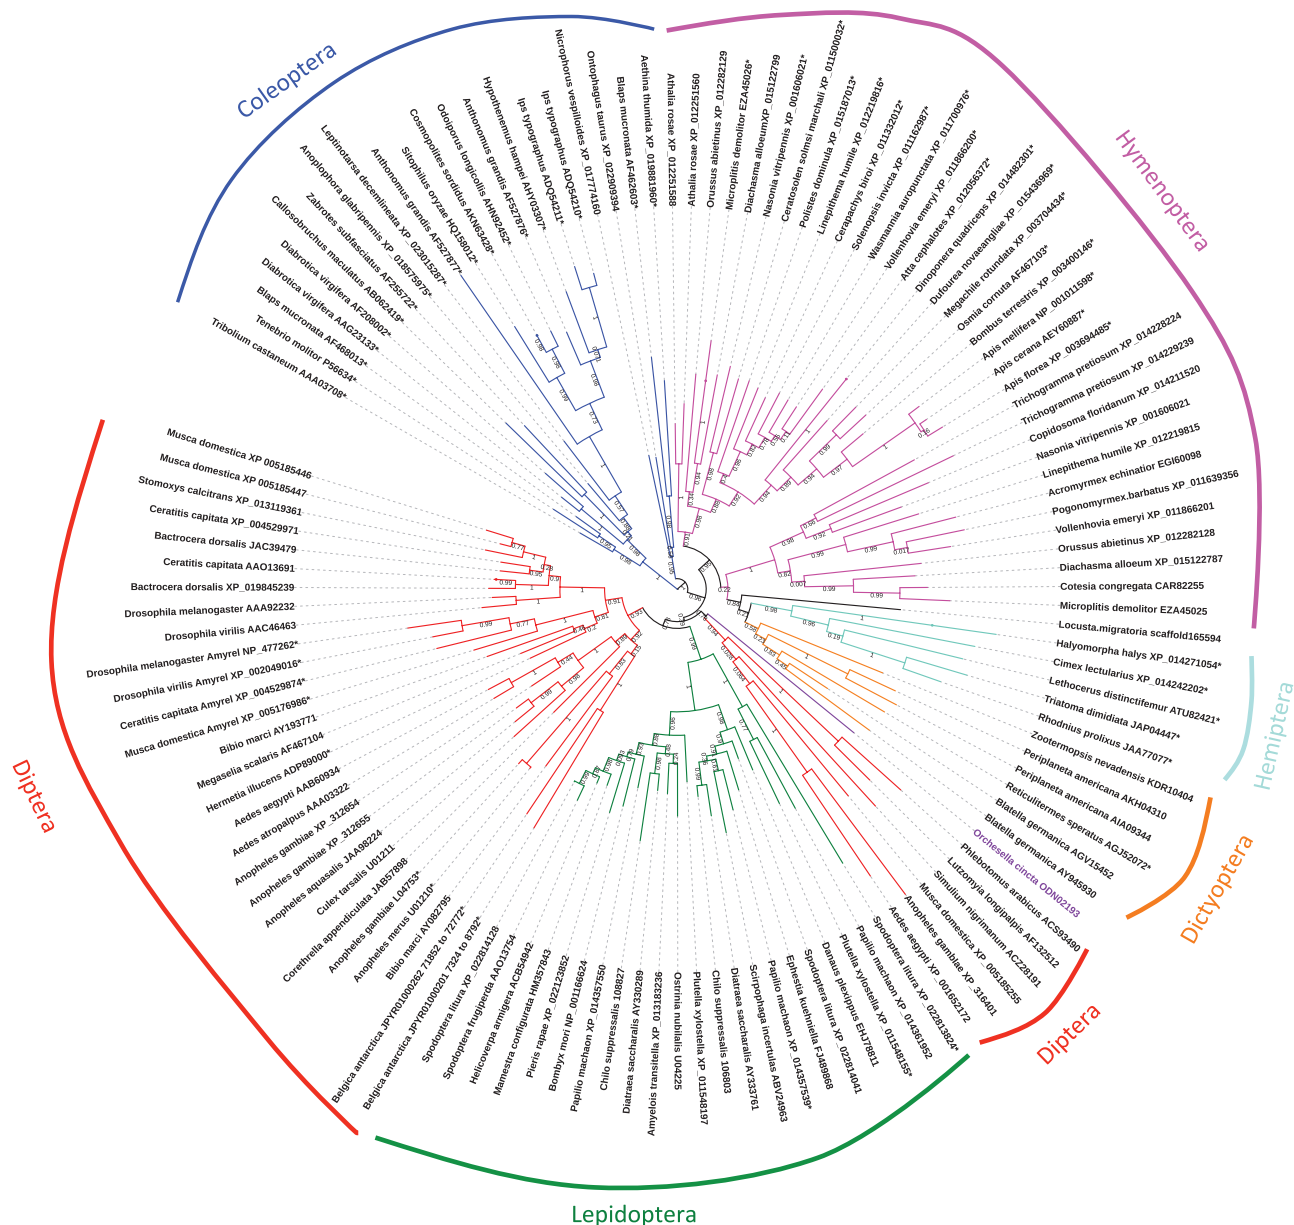 Coleoptera
Hymenoptera
Hemiptera
Dictyoptera
Diptera
Lepidoptera
Diptera
Tribolium castaneum AAA03708*
Tenebrio molitor P56634*
Blaps mucronata AF468013*
Diabrotica virgifera AAG23133*
Diabrotica virgifera AF208002*
Callosobruchus maculatus AB062419*
Zabrotes subfasciatus AF255722*
Anoplophora glabripennis XP_018575975*
Leptinotarsa decemlineata XP_023015287*
Anthonomus grandis AF527877*
Sitophilus oryzae HQ158012*
Cosmopolites sordidus AKN63428*
Odoiporus longicollis AHN92452*
Anthonomus grandis AF527876*
Hypothenemus hampei AHY03307*
Ips typographus ADQ54211*
Ips typographus ADQ54210*
Nicrophorus vespilloides XP_017774160
Ontophagus taurus XP_022909394
Blaps mucronata AF462603*
Aethina thumida XP_019881960*
Athalia rosae XP_012251588
Athalia rosae XP_012251560
Orussus abietinus XP_012282129
Microplitis demolitor EZA45026*
Diachasma alloeumXP_015122799
Nasonia vitripennis XP_001606021*
Ceratosolen solmsi marchali XP_011500032*
Polistes dominula XP_015187013*
Linepithema humile XP_012219816*
Cerapachys biroi XP_011332012*
Solenopsis invicta XP_011162987*
Wasmannia auropunctata XP_011700976*
Vollenhovia emeryi XP_011866200*
Atta cephalotes XP_012056372*
Dinoponera quadriceps XP_014482301*
Dufourea novaeangliae XP_015436969*
Megachile rotundata XP_003704434*
Osmia cornuta AF467103*
Bombus terrestris XP_003400146*
Apis mellifera NP_001011598*
Apis cerana AEY60887*
Apis florea XP_003694485*
Trichogramma pretiosum XP_014228224
Trichogramma pretiosum XP_014229239
Copidosoma floridanum XP_014211520
Nasonia vitripennis XP_001606021
Linepithema humile XP_012219815
Acromyrmex echinatior EGI60098
Pogonomyrmex.barbatus XP_011639356
Vollenhovia emeryi XP_011866201
Orussus abietinus XP_012282128
Diachasma alloeum XP_015122787
Cotesia congregata CAR82255
Microplitis demolitor EZA45025
Locusta.migratoria scaffold165594
Halyomorpha halys XP_014271054*
Cimex lectularius XP_014242202*
Lethocerus distinctifemur ATU82421*
Triatoma dimidiata JAP04447*
Rhodnius prolixus JAA77077*
Zootermopsis nevadensis KDR10404
Periplaneta americana AKH04310
Periplaneta americana AIA09344
Reticulitermes speratus AGJ52072*
Blatella germanica AGV15452
Blatella germanica AY945930
Orchesella cincta ODN02193
Phlebotomus arabicus ACS93490
Lutzomyia longipalpis AF132512
Simulium nigrimanum ACZ28191
Musca domestica XP_005185255
Anopheles gambiae XP_316401
Aedes aegypti XP_001652172
Spodoptera litura XP_022813824*
Papilio machaon XP_014361952
Plutella xylostella XP_011548155*
Danaus plexippus EHJ78811
Spodoptera litura XP_022814041
Ephestia kuehniella FJ489868
Papilio machaon XP_014357539*
Scirpophaga incertulas ABV24963
Diatraea saccharalis AY333761
Chilo suppressalis 106803
Plutella xylostella XP_011548197
Ostrinia nubilalis U04225
Amyelois transitella XP_013183236
Diatraea saccharalis AY330289
Chilo suppressalis 108827
Papilio machaon XP_014357550
Bombyx mori NP_001166624
Pieris rapae XP_022123852
Mamestra configurata HM357843
Helicoverpa armigera ACB54942
Spodoptera frugiperda AAO13754
Spodoptera litura XP_022814128
Belgica antarctica JPYR01000201 7324 to 8792*
Belgica antarctica JPYR01000262 71852 to 72772*
Bibio marci AY082795
Anopheles merus U01210*
Anopheles gambiae L04753*
Corethrella appendiculata JAB57898
Culex tarsalis U01211
Anopheles aquasalis JAA98224
Anopheles gambiae XP_312655
Anopheles gambiae XP_312654
Aedes atropalpus AAA03322
Aedes aegypti AAB60934
Hermetia illucens ADP89000*
Megaselia scalaris AF467104
Bibio marci AY193771
Musca domestica Amyrel XP_005176986*
Ceratitis capitata Amyrel XP_004529874*
Drosophila virilis Amyrel XP_002049016*
Drosophila melanogaster Amyrel NP_477262*
Drosophila virilis AAC46463
Drosophila melanogaster AAA92232
Bactrocera dorsalis XP_019845239
Ceratitis capitata AAO13691
Bactrocera dorsalis JAC39479
Ceratitis capitata XP_004529971
Stomoxys calcitrans XP_013119361
Musca domestica XP_005185447
Musca domestica XP_005185446